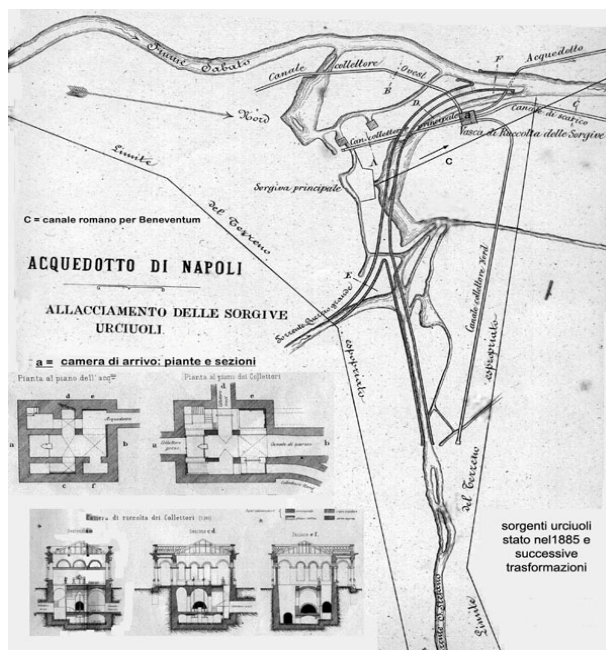 Fiume Sabato
Acquedotto
Canale collettore Ovest
F
B
D
Nord
Canale di scarico
C
a
Can. collettore principale
Vasca di Raccolta delle Sorgive
A
C
Limite
Sorgiva principale
C = canale romano per Beneventum
del Terreno
ACQUEDOTTO DI NAPOLI
ALLACCIAMENTO DELLE SORGIVE
URCIUOLI
E
Canale collettore Nord
espropriato
espropriato
a = camera di arrivo: piante e sezioni
Pianta al piano dell'acq.
Pianta al piano dei Collettori
d
e
Acquedotto
a
b
c
f
d
e
a
b
Canale di scarico
del Terreno
Camera di raccolta dei Collettori
Sezione c d
Sezione e f
sorgenti urciuoli
stato nel1885 e
successive
trasformazioni
Limite